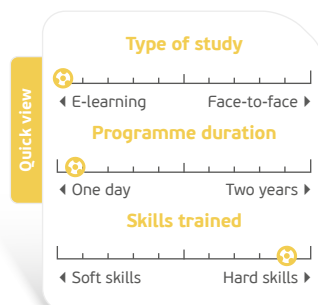 Quick view
Type of study
E-learning Face-to-face
Programme duration
One day Two years
Skills trained
Soft skills Hard skills